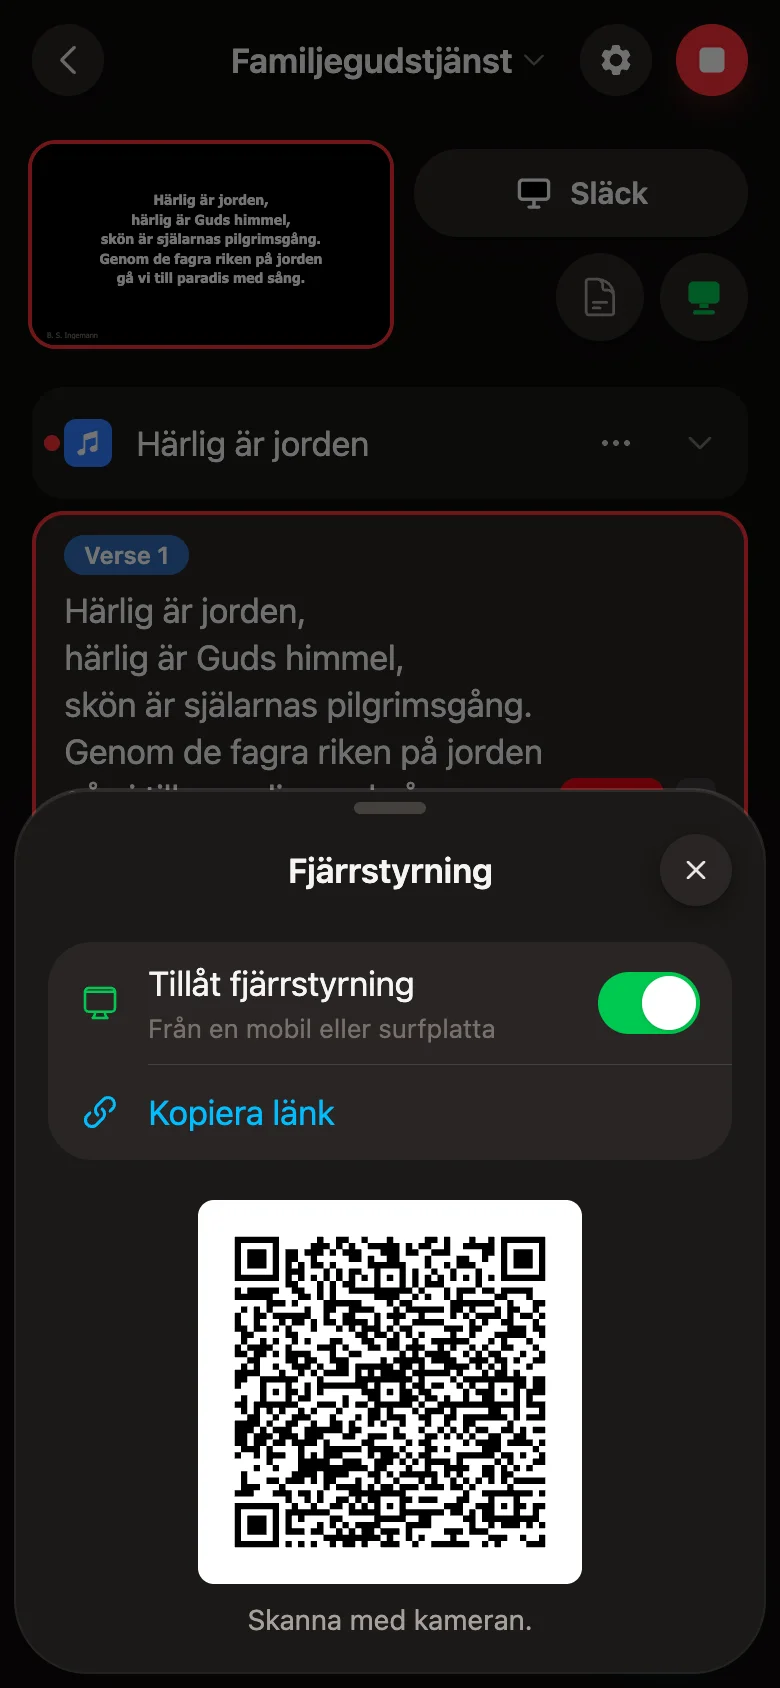 Familjegudstjänst
Härlig är jorden,
härlig är Guds himmel,
skön är själarnas pilgrimsgång.
Genom de fagra riken på jorden
gå vi till paradis med sång.
B. S. Ingemann
Släck
Härlig är jorden
Verse 1
Härlig är jorden,
härlig är Guds himmel,
skön är själarnas pilgrimsgång.
Genom de fagra riken på jorden
Fjärrstyrning
Tillåt fjärrstyrning
Från en mobil eller surfplatta
Kopiera länk
Skanna med kameran.